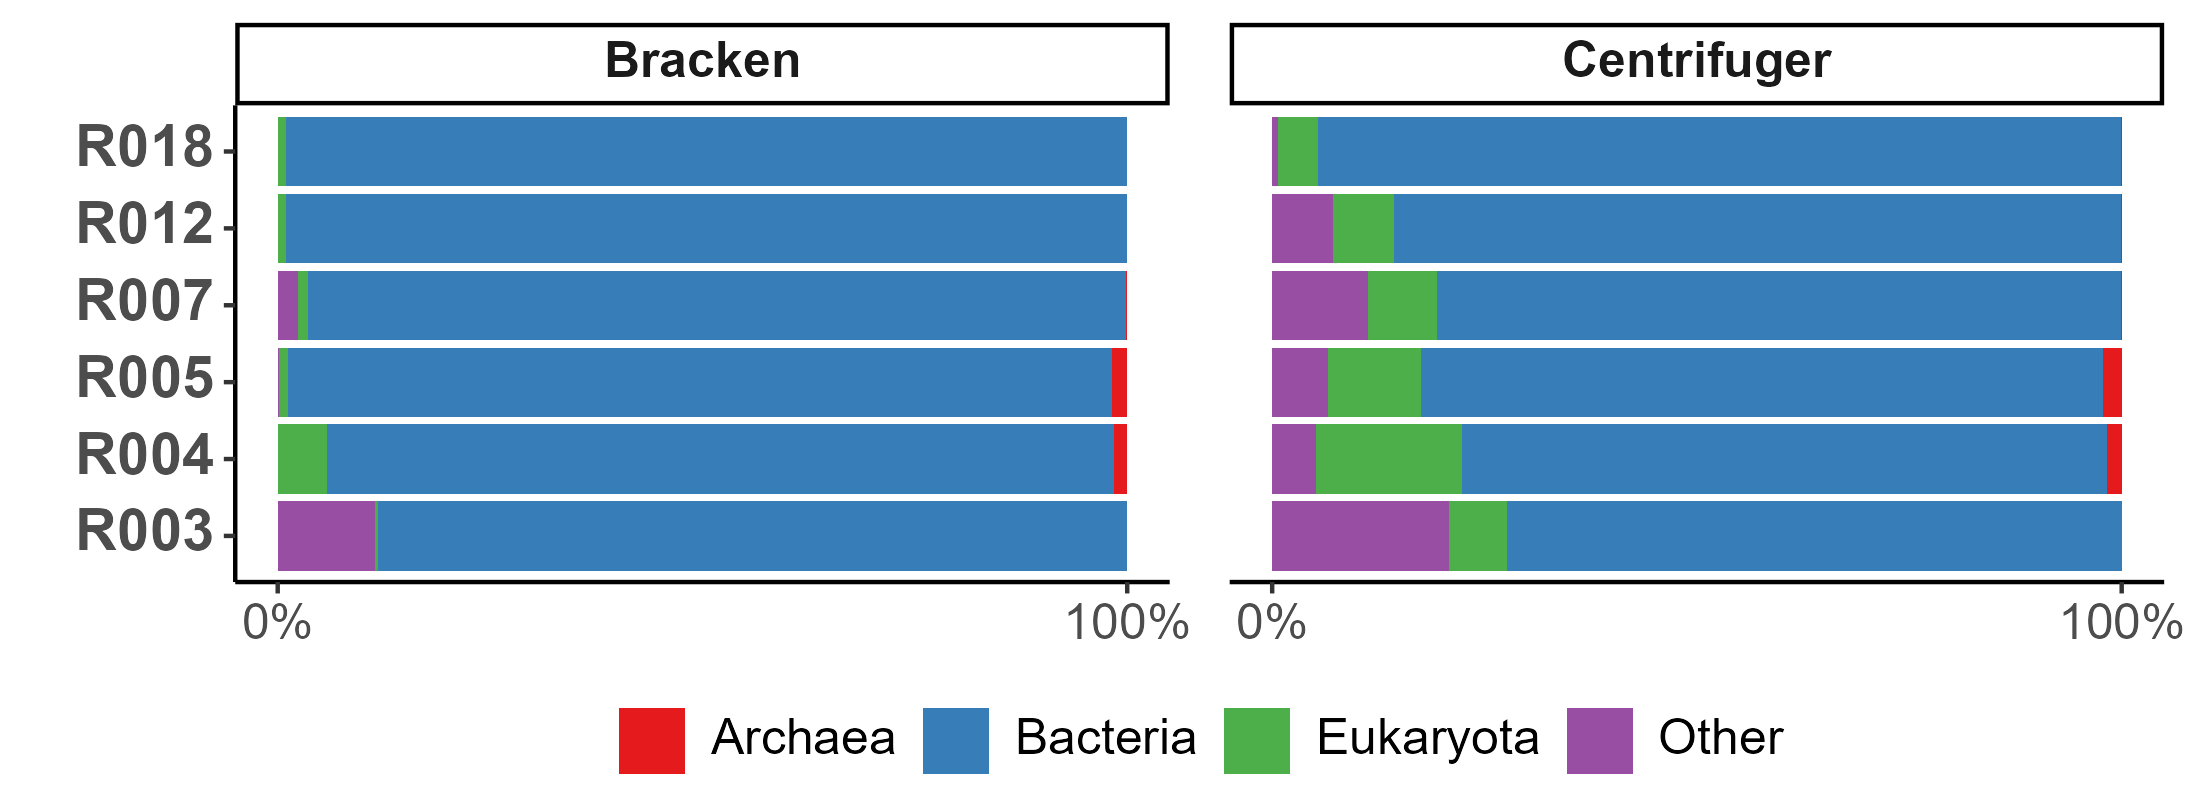 Bracken
Centrifuger
R018
R012
R007
R005
R004
R003
0% 100% 0% 100%
Archaea Bacteria Eukaryota Other